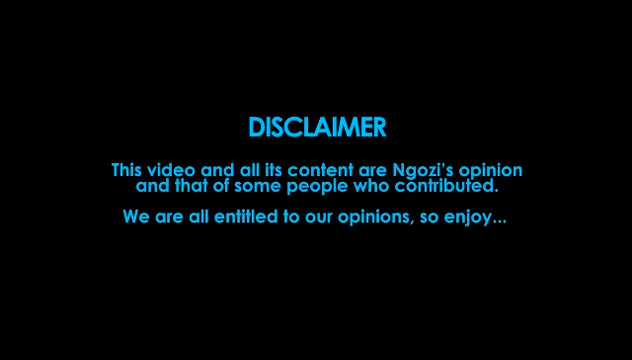 DISCLAIMER
This video and all its content are Ngozi's opinion
and that of some people who contributed.
We are all entitled to our opinions, so enjoy...